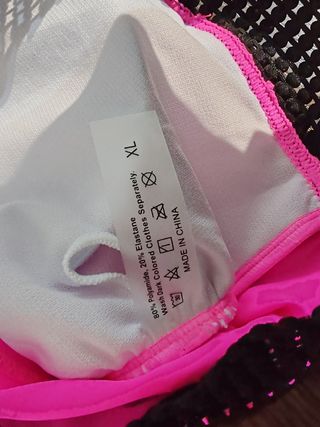 XL
80% Polyamide, 20% Elastane
Wash Dark Colored Clothes Separately.
MADE IN CHINA